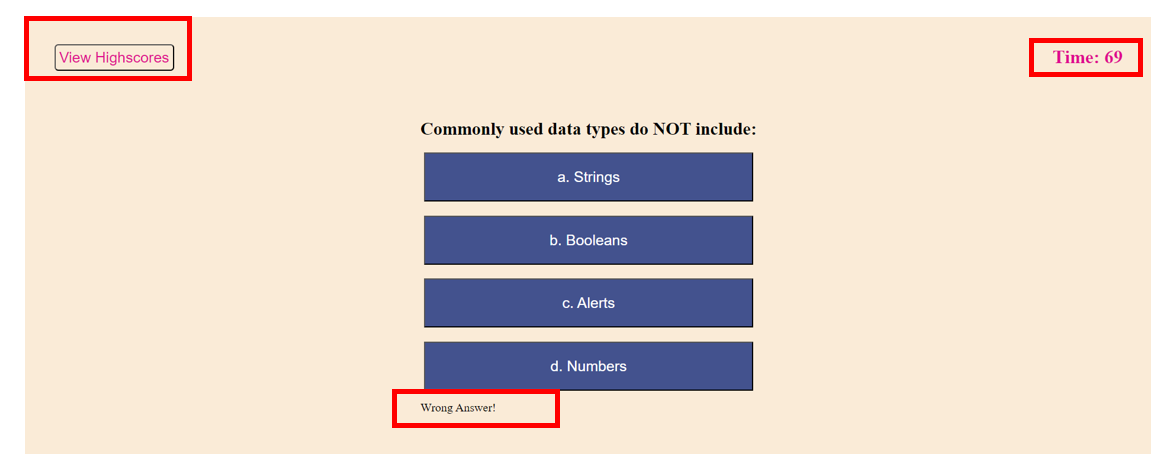 View Highscores
Time: 69
Commonly used data types do NOT include:
a. Strings
b. Booleans
c. Alerts
d. Numbers
Wrong Answer!